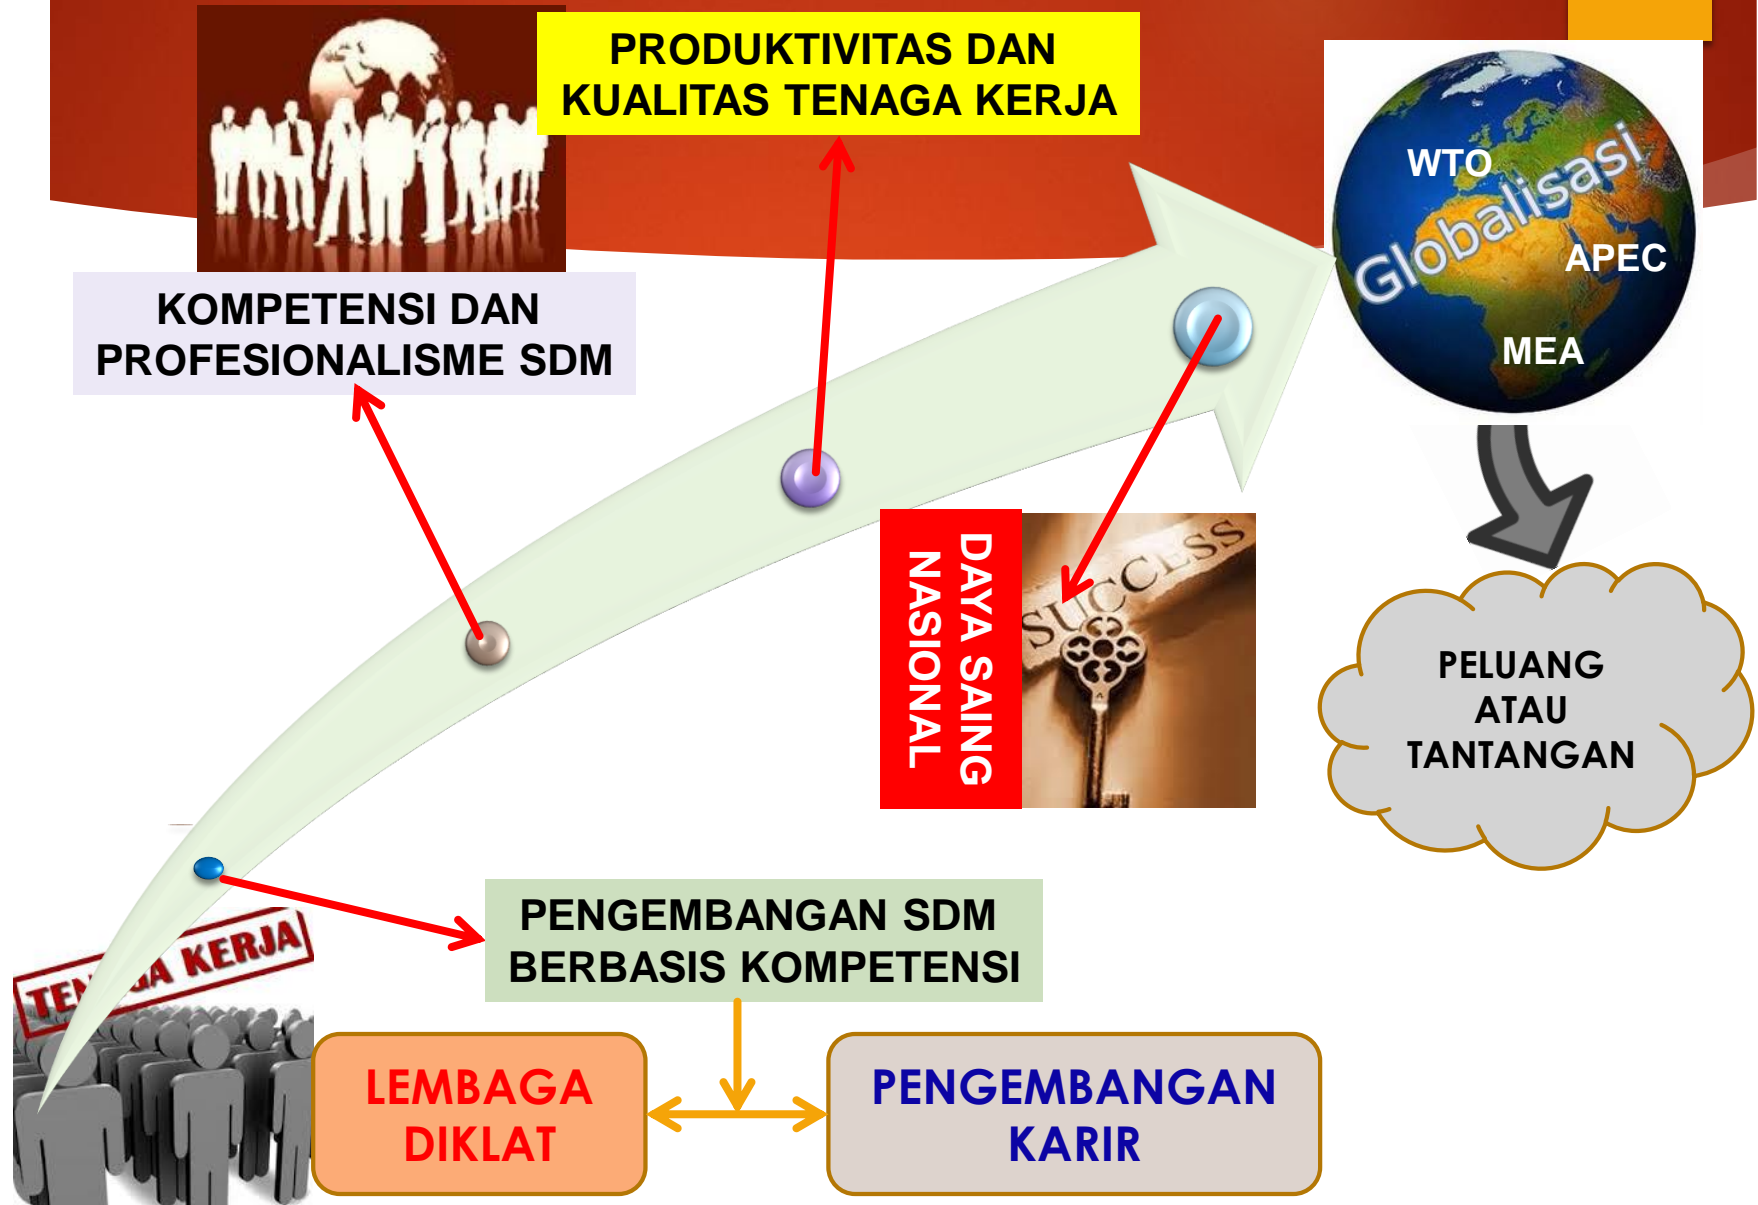 PRODUKTIVITAS DAN
KUALITAS TENAGA KERJA
KOMPETENSI DAN
PROFESIONALISME SDM
WTO
Globalisasi
APEC
MEA
DAYA SAING
NASIONAL
SUCCESS
PELUANG
ATAU
TANTANGAN
TENAGA KERJA
PENGEMBANGAN SDM
BERBASIS KOMPETENSI
LEMBAGA
DIKLAT
PENGEMBANGAN
KARIR